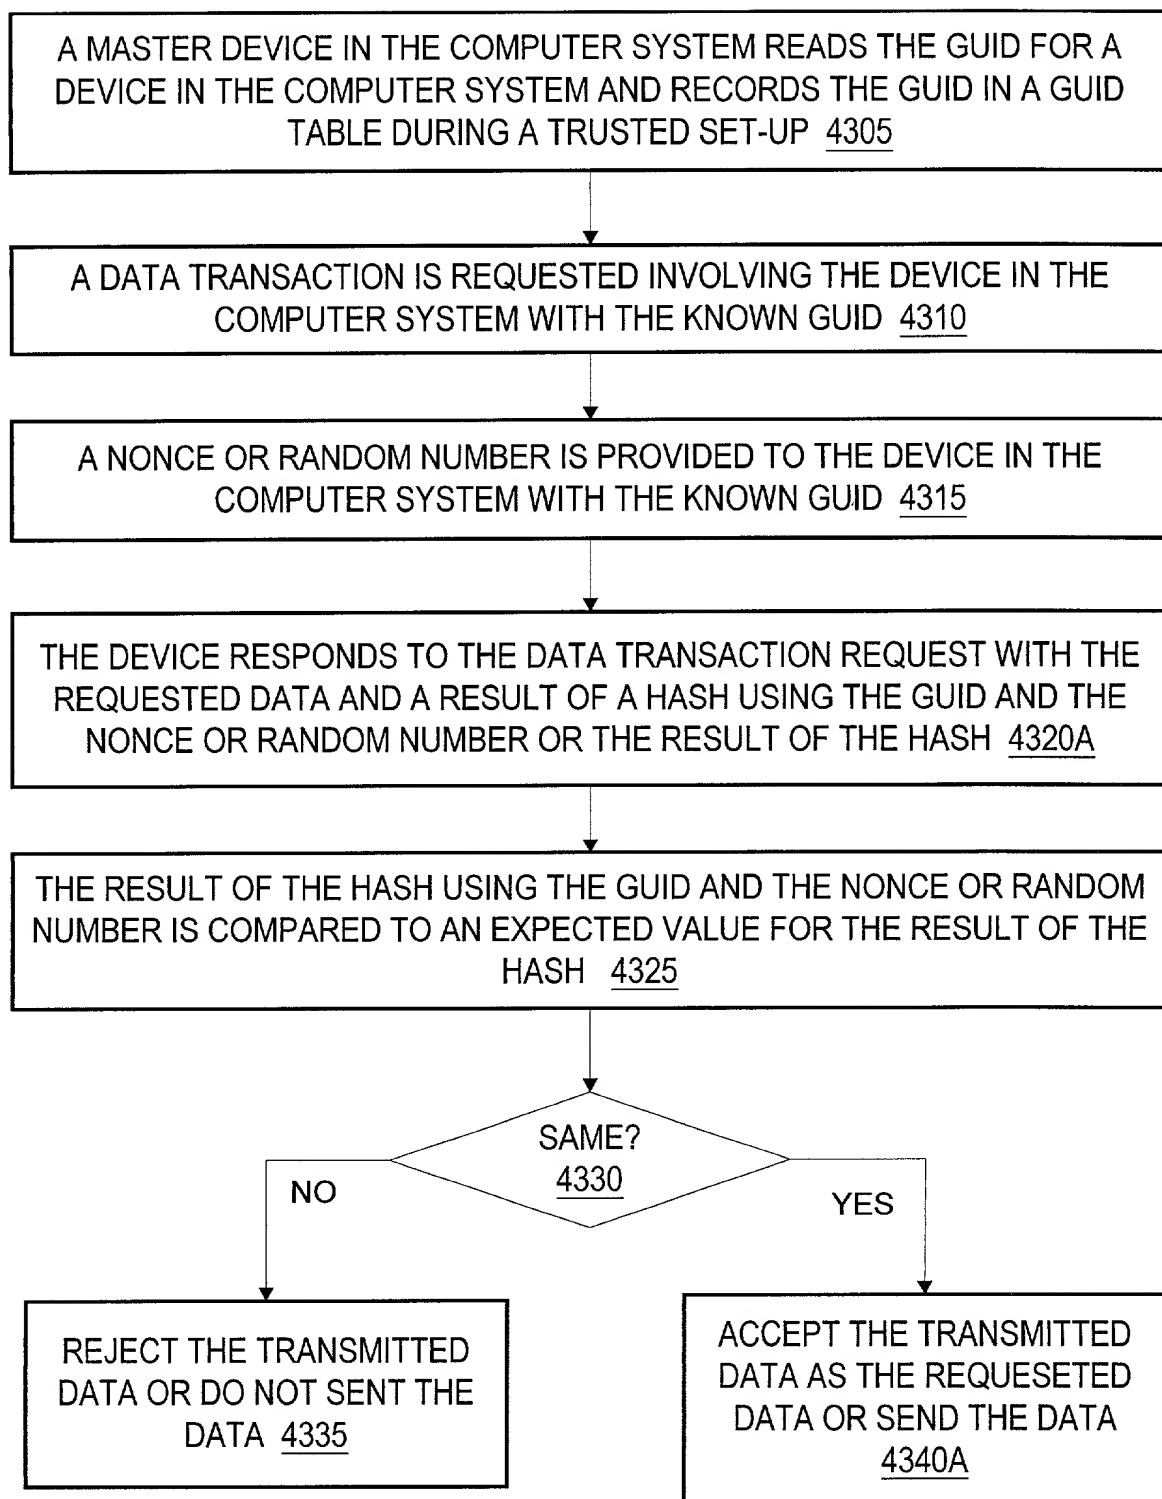 A MASTER DEVICE IN THE COMPUTER SYSTEM READS THE GUID FOR A
DEVICE IN THE COMPUTER SYSTEM AND RECORDS THE GUID IN A GUID
TABLE DURING A TRUSTED SET-UP 4305
A DATA TRANSACTION IS REQUESTED INVOLVING THE DEVICE IN THE
COMPUTER SYSTEM WITH THE KNOWN GUID 4310
A NONCE OR RANDOM NUMBER IS PROVIDED TO THE DEVICE IN THE
COMPUTER SYSTEM WITH THE KNOWN GUID 4315
THE DEVICE RESPONDS TO THE DATA TRANSACTION REQUEST WITH THE
REQUESTED DATA AND A RESULT OF A HASH USING THE GUID AND THE
NONCE OR RANDOM NUMBER OR THE RESULT OF THE HASH 4320A
THE RESULT OF THE HASH USING THE GUID AND THE NONCE OR RANDOM
NUMBER IS COMPARED TO AN EXPECTED VALUE FOR THE RESULT OF THE
HASH 4325
SAME?
4330
NO
YES
REJECT THE TRANSMITTED
DATA OR DO NOT SENT THE
DATA 4335
ACCEPT THE TRANSMITTED
DATA AS THE REQUESETED
DATA OR SEND THE DATA
4340A